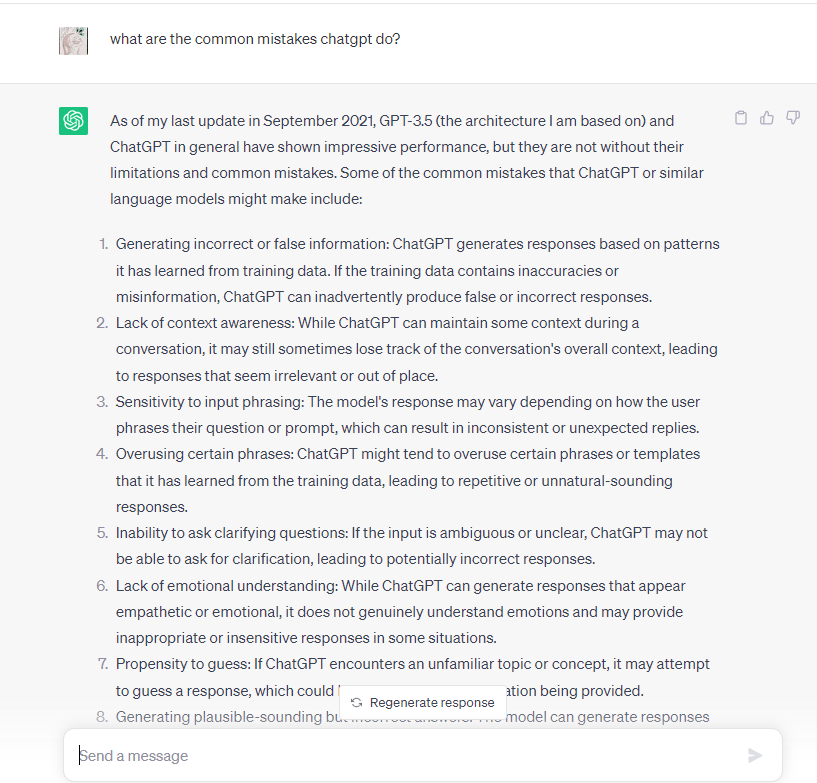 what are the common mistakes chatgpt do?
As of my last update in September 2021, GPT-3.5 (the architecture I am based on) and
ChatGPT in general have shown impressive performance, but they are not without their
limitations and common mistakes. Some of the common mistakes that ChatGPT or similar
language models might make include:
1. Generating incorrect or false information: ChatGPT generates responses based on patterns
it has learned from training data. If the training data contains inaccuracies or
misinformation, ChatGPT can inadvertently produce false or incorrect responses.
2. Lack of context awareness: While ChatGPT can maintain some context during a
conversation, it may still sometimes lose track of the conversation's overall context, leading
to responses that seem irrelevant or out of place.
3. Sensitivity to input phrasing: The model's response may vary depending on how the user
phrases their question or prompt, which can result in inconsistent or unexpected replies.
4. Overusing certain phrases: ChatGPT might tend to overuse certain phrases or templates
that it has learned from the training data, leading to repetitive or unnatural-sounding
responses.
5. Inability to ask clarifying questions: If the input is ambiguous or unclear, ChatGPT may not
be able to ask for clarification, leading to potentially incorrect responses.
6. Lack of emotional understanding: While ChatGPT can generate responses that appear
empathetic or emotional, it does not genuinely understand emotions and may provide
inappropriate or insensitive responses in some situations.
7. Propensity to guess: If ChatGPT encounters an unfamiliar topic or concept, it may attempt
to guess a response, which could being provided.
Regenerate response
8. Generating plausible-sounding but incorrect answers: The model can generate responses
Send a message